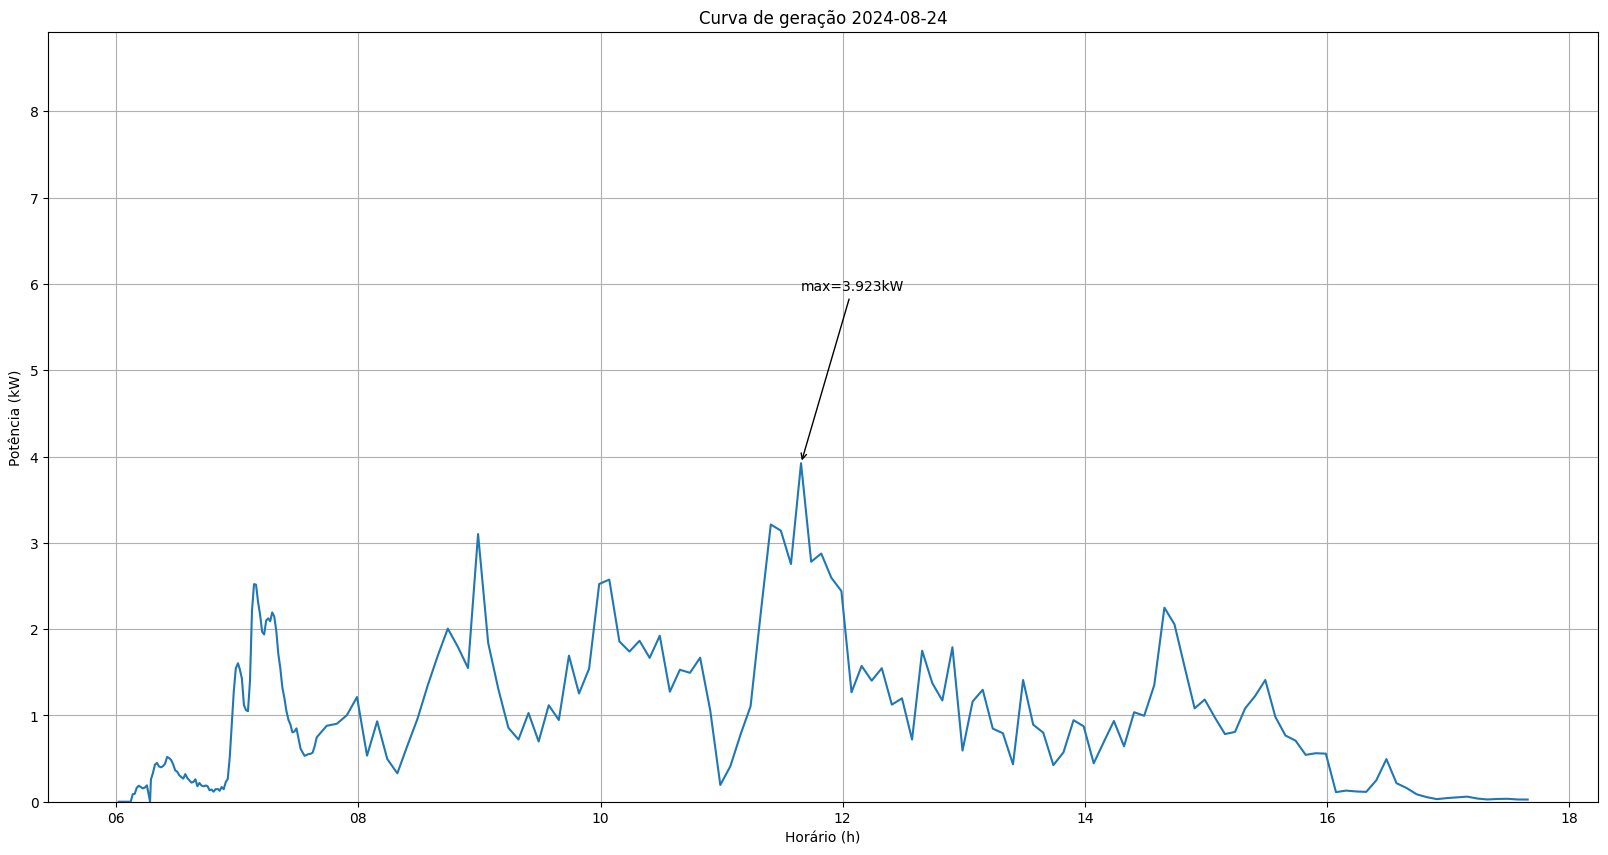 Curva de geração 2024-08-24
8
7
6
5
4
3
2
1
0
Potência (kW)
max=3.923kW
06 08 10 12 14 16 18
Horário (h)